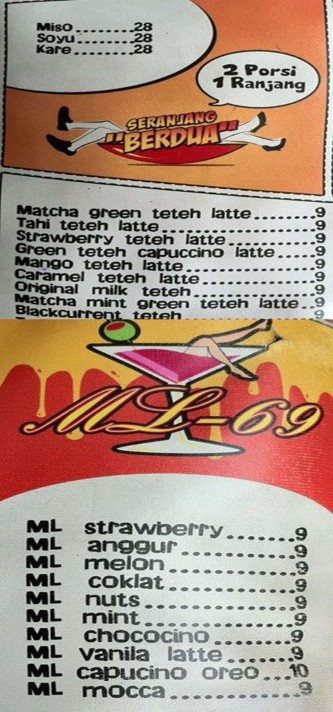 Miso.........28
Soyu.........28
Kare.........28
2 Porsi
1 Ranjang
SERANJANG
"BERDUA"
Matcha green teteh latte.......9
Tahi teteh latte.......9
Strawberry teteh latte.......9
Green teteh capuccino latte.......9
Mango teteh latte.......9
Caramel teteh latte.......9
Original milk teteh.......9
Matcha mint green teteh latte..9
Blackcurrent teteh
ML-69
ML strawberry.......9
ML anggur.......9
ML melon.......9
ML coklat.......9
ML nuts.......9
ML mint.......9
ML chococino.......9
ML vanila latte.......9
ML capucino oreo...10
ML mocca.......9